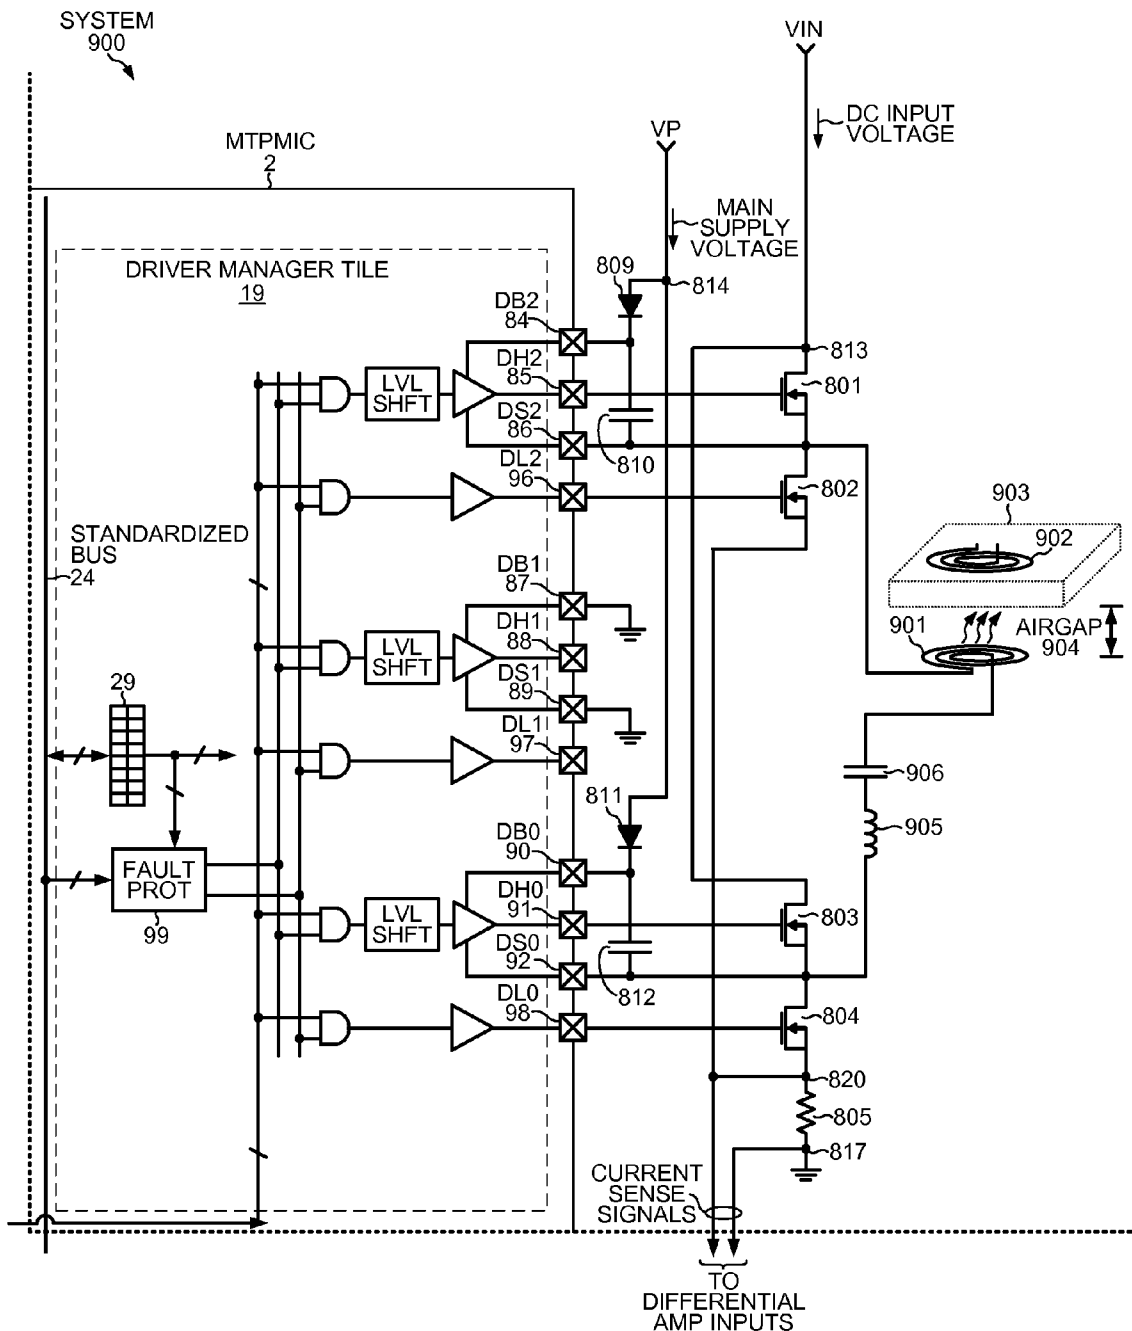 SYSTEM
900
VIN
DC INPUT
VOLTAGE
VP
MTPMIC
2
MAIN
SUPPLY
VOLTAGE
DRIVER MANAGER TILE
19
809
814
DB2
84
813
DH2
85
LVL
SHFT
801
DS2
86
810
DL2
96
802
903
902
STANDARDIZED
BUS
24
DB1
87
AIRGAP
904
901
DH1
88
LVL
SHFT
DS1
89
29
DL1
97
906
811
905
DB0
90
FAULT
PROT
99
DH0
91
LVL
SHFT
803
DS0
92
812
DL0
98
804
820
805
817
CURRENT
SENSE
SIGNALS
TO
DIFFERENTIAL
AMP INPUTS